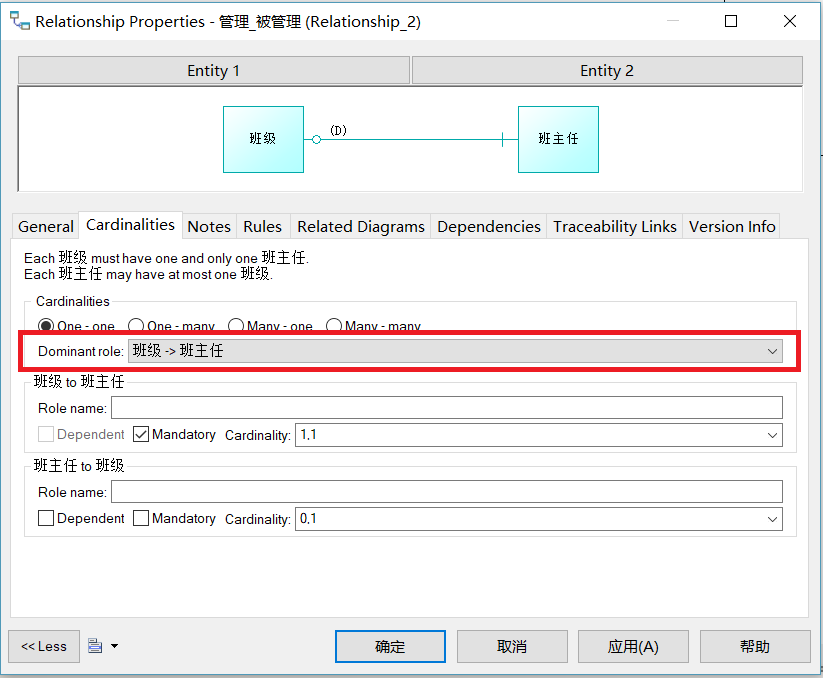 Relationship Properties - 管理_被管理 (Relationship_2)
Entity 1 Entity 2
(D)
班级 班主任
General Cardinalities Notes Rules Related Diagrams Dependencies Traceability Links Version Info
Each 班级 must have one and only one 班主任.
Each 班主任 may have at most one 班级.
Cardinalities
One - one One - many Many - one Many - many
Dominant role: 班级 -> 班主任
班级 to 班主任
Role name:
Dependent Mandatory Cardinality: 1,1
班主任 to 班级
Role name:
Dependent Mandatory Cardinality: 0,1
<< Less 确定 取消 应用(A) 帮助